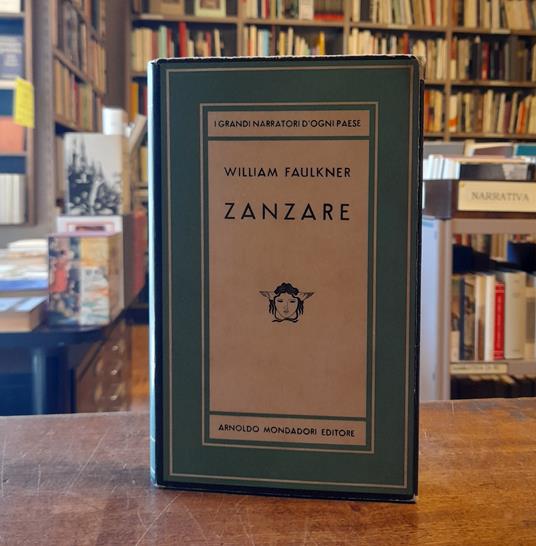 I GRANDI NARRATORI D'OGNI PAESE
WILLIAM FAULKNER
ZANZARE
ARNOLDO MONDADORI EDITORE
NARRATIVA